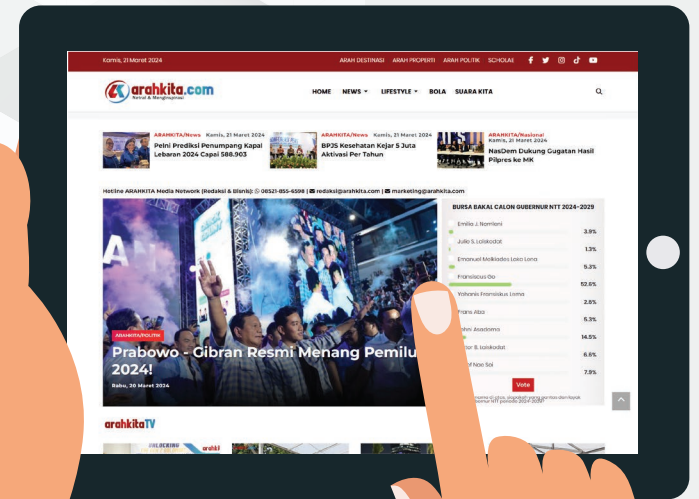 Kamis, 21 Maret 2024
ARAH DESTINASI ARAH PROPERTI ARAH POLITIK SCHOLAE
arahkita.com
Netral & Menginspirasi
HOME NEWS LIFESTYLE BOLA SUARA KITA
ARAHKITA/News Kamis, 21 Maret 2024
Pelni Prediksi Penumpang Kapal
Lebaran 2024 Capai 588.903
ARAHKITA/News Kamis, 21 Maret 2024
BPJS Kesehatan Kejar 5 Juta
Aktivasi Per Tahun
ARAHKITA/Nasional
Kamis, 21 Maret 2024
NasDem Dukung Gugatan Hasil
Pilpres ke MK
Hotline ARAHKITA Media Network (Redaksi & Bisnis): 08521-855-6598 | redaksi@arahkita.com | marketing@arahkita.com
ARAHKITA/POLITIK
Prabowo - Gibran Resmi Menang Pemilu
2024!
Rabu, 20 Maret 2024
BURSA BAKAL CALON GUBERNUR NTT 2024-2029
Emilia J. Nomleni
3.9%
Julie S. Laiskodat
1.3%
Emanuel Melkiades Laka Lena
5.3%
Fransiscus Go
52.6%
Yohanis Fransiskus Lema
2.6%
Frans Aba
5.3%
Asadoma
14.5%
B. Laiskodat
6.6%
Nae Soi
7.9%
Vote
arahkitaTV